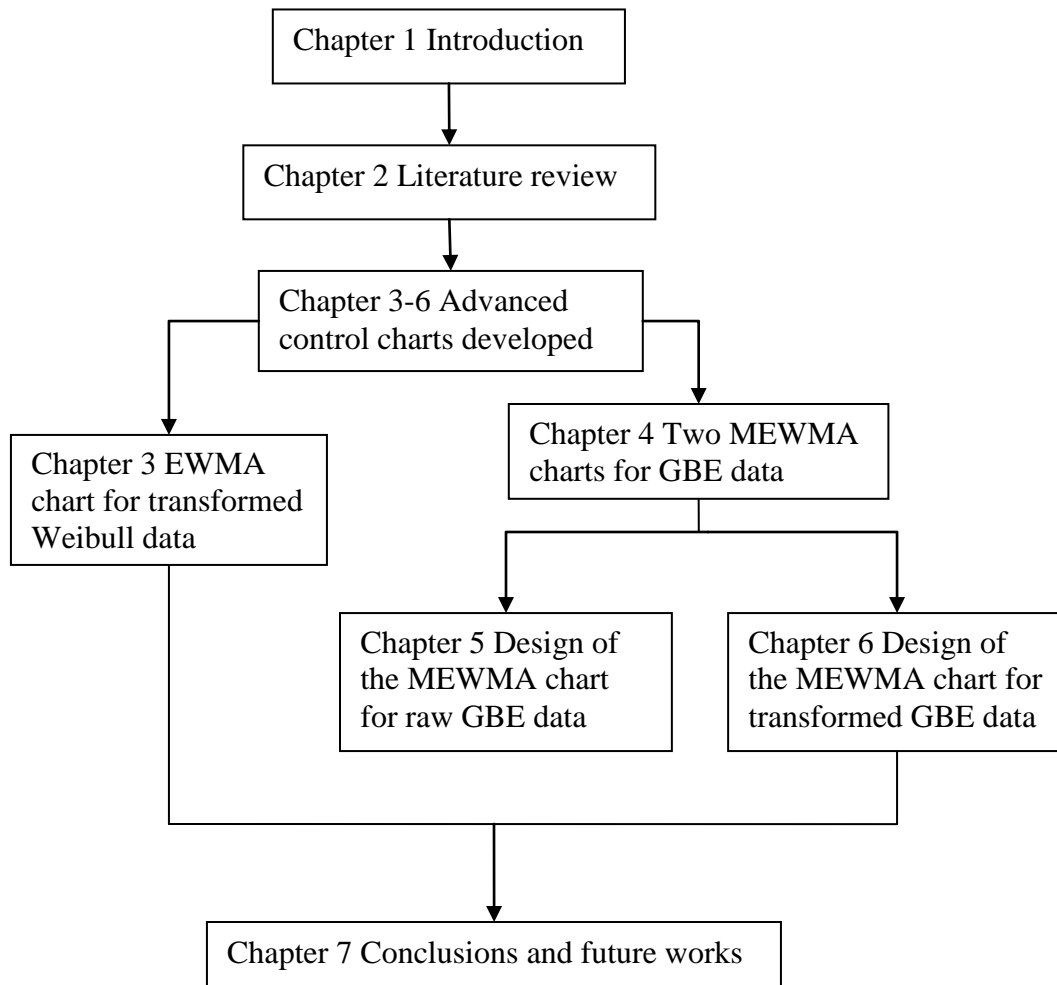 Chapter 1 Introduction
Chapter 2 Literature review
Chapter 3-6 Advanced
control charts developed
Chapter 3 EWMA
chart for transformed
Weibull data
Chapter 4 Two MEWMA
charts for GBE data
Chapter 5 Design of
the MEWMA chart
for raw GBE data
Chapter 6 Design of
the MEWMA chart for
transformed GBE data
Chapter 7 Conclusions and future works